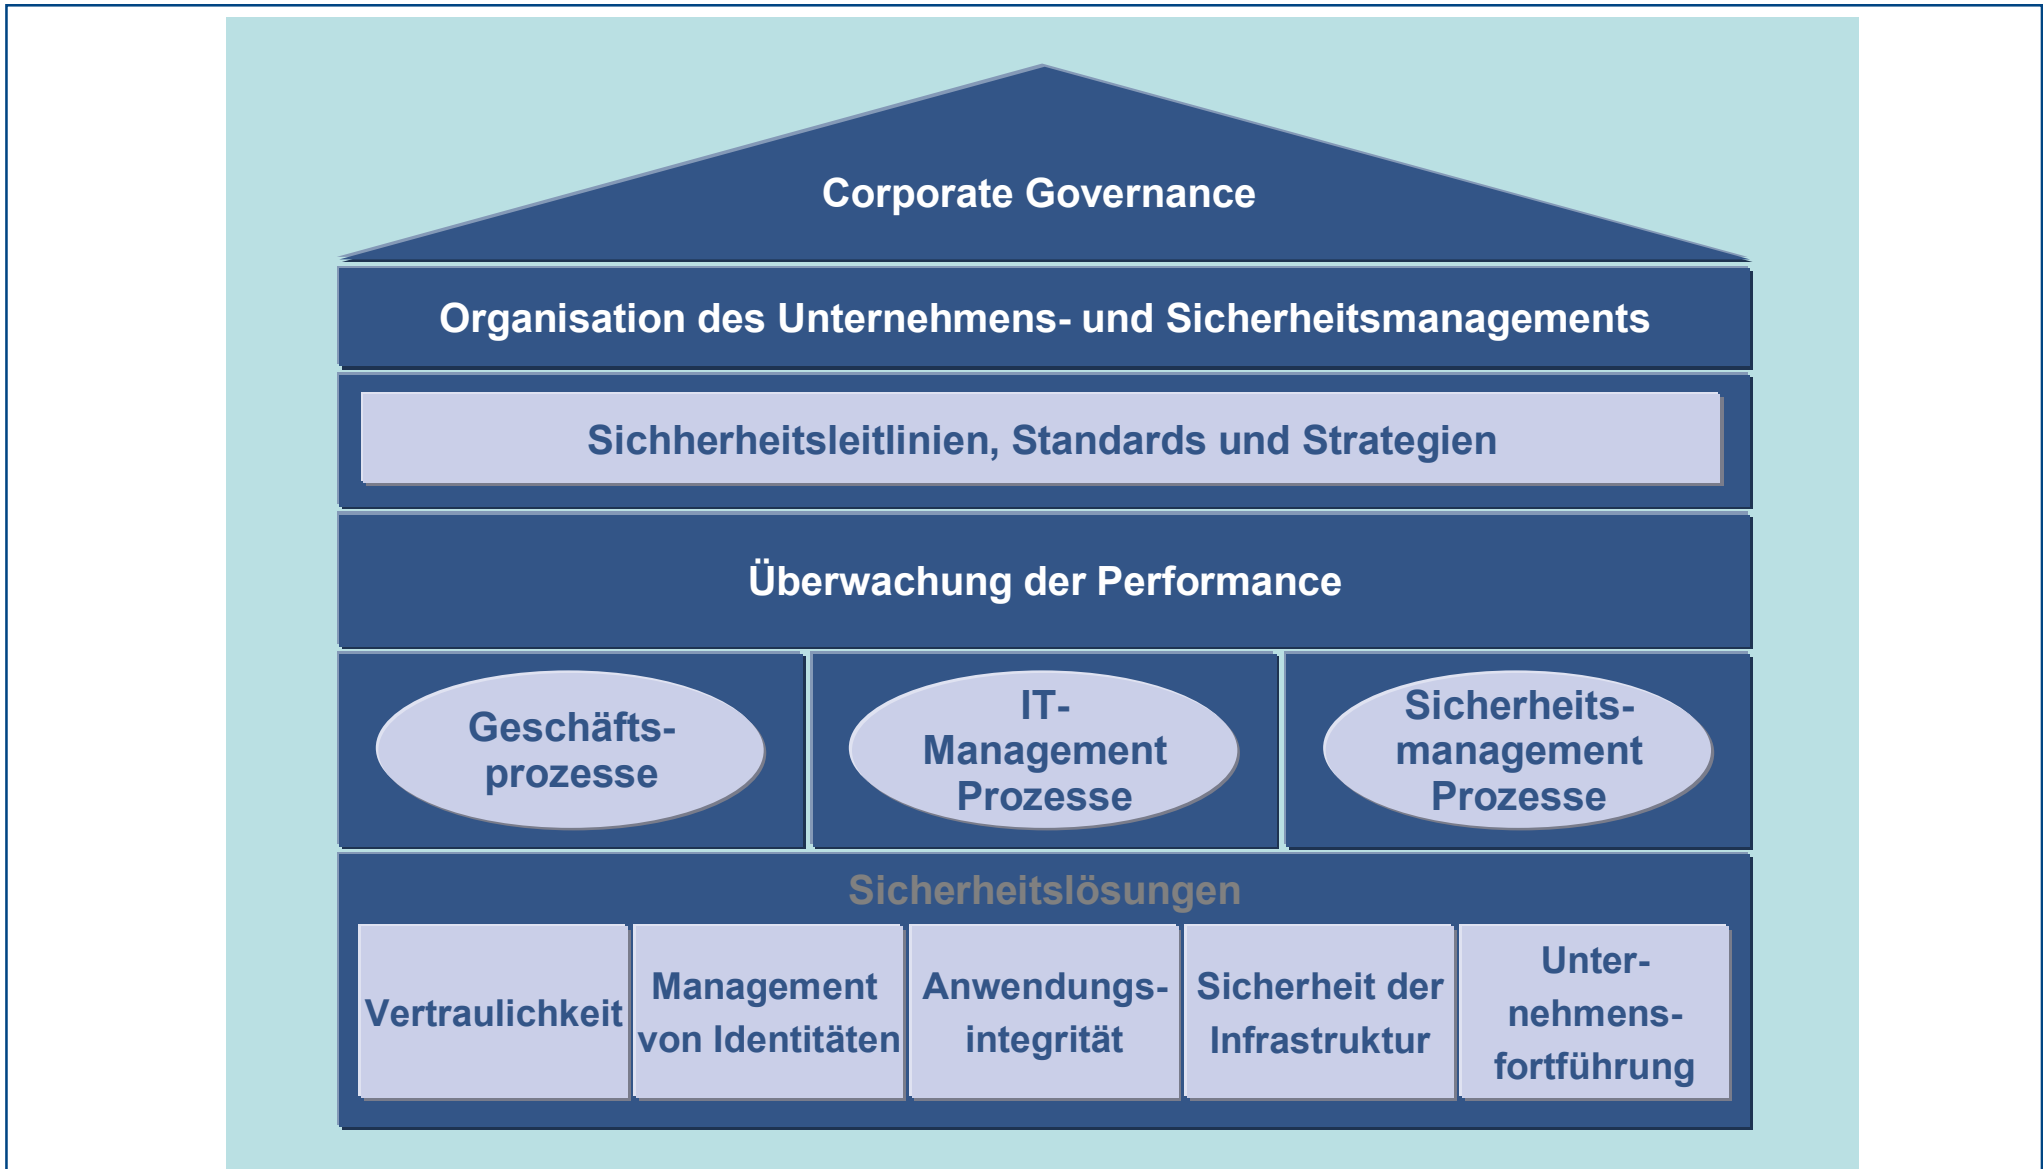 Corporate Governance
Organisation des Unternehmens- und Sicherheitsmanagements
Sichherheitsleitlinien, Standards und Strategien
Überwachung der Performance
Geschäfts-
prozesse
IT-
Management
Prozesse
Sicherheits-
management
Prozesse
Sicherheitslösungen
Vertraulichkeit
Management
von Identitäten
Anwendungs-
integrität
Sicherheit der
Infrastruktur
Unter-
nehmens-
fortführung